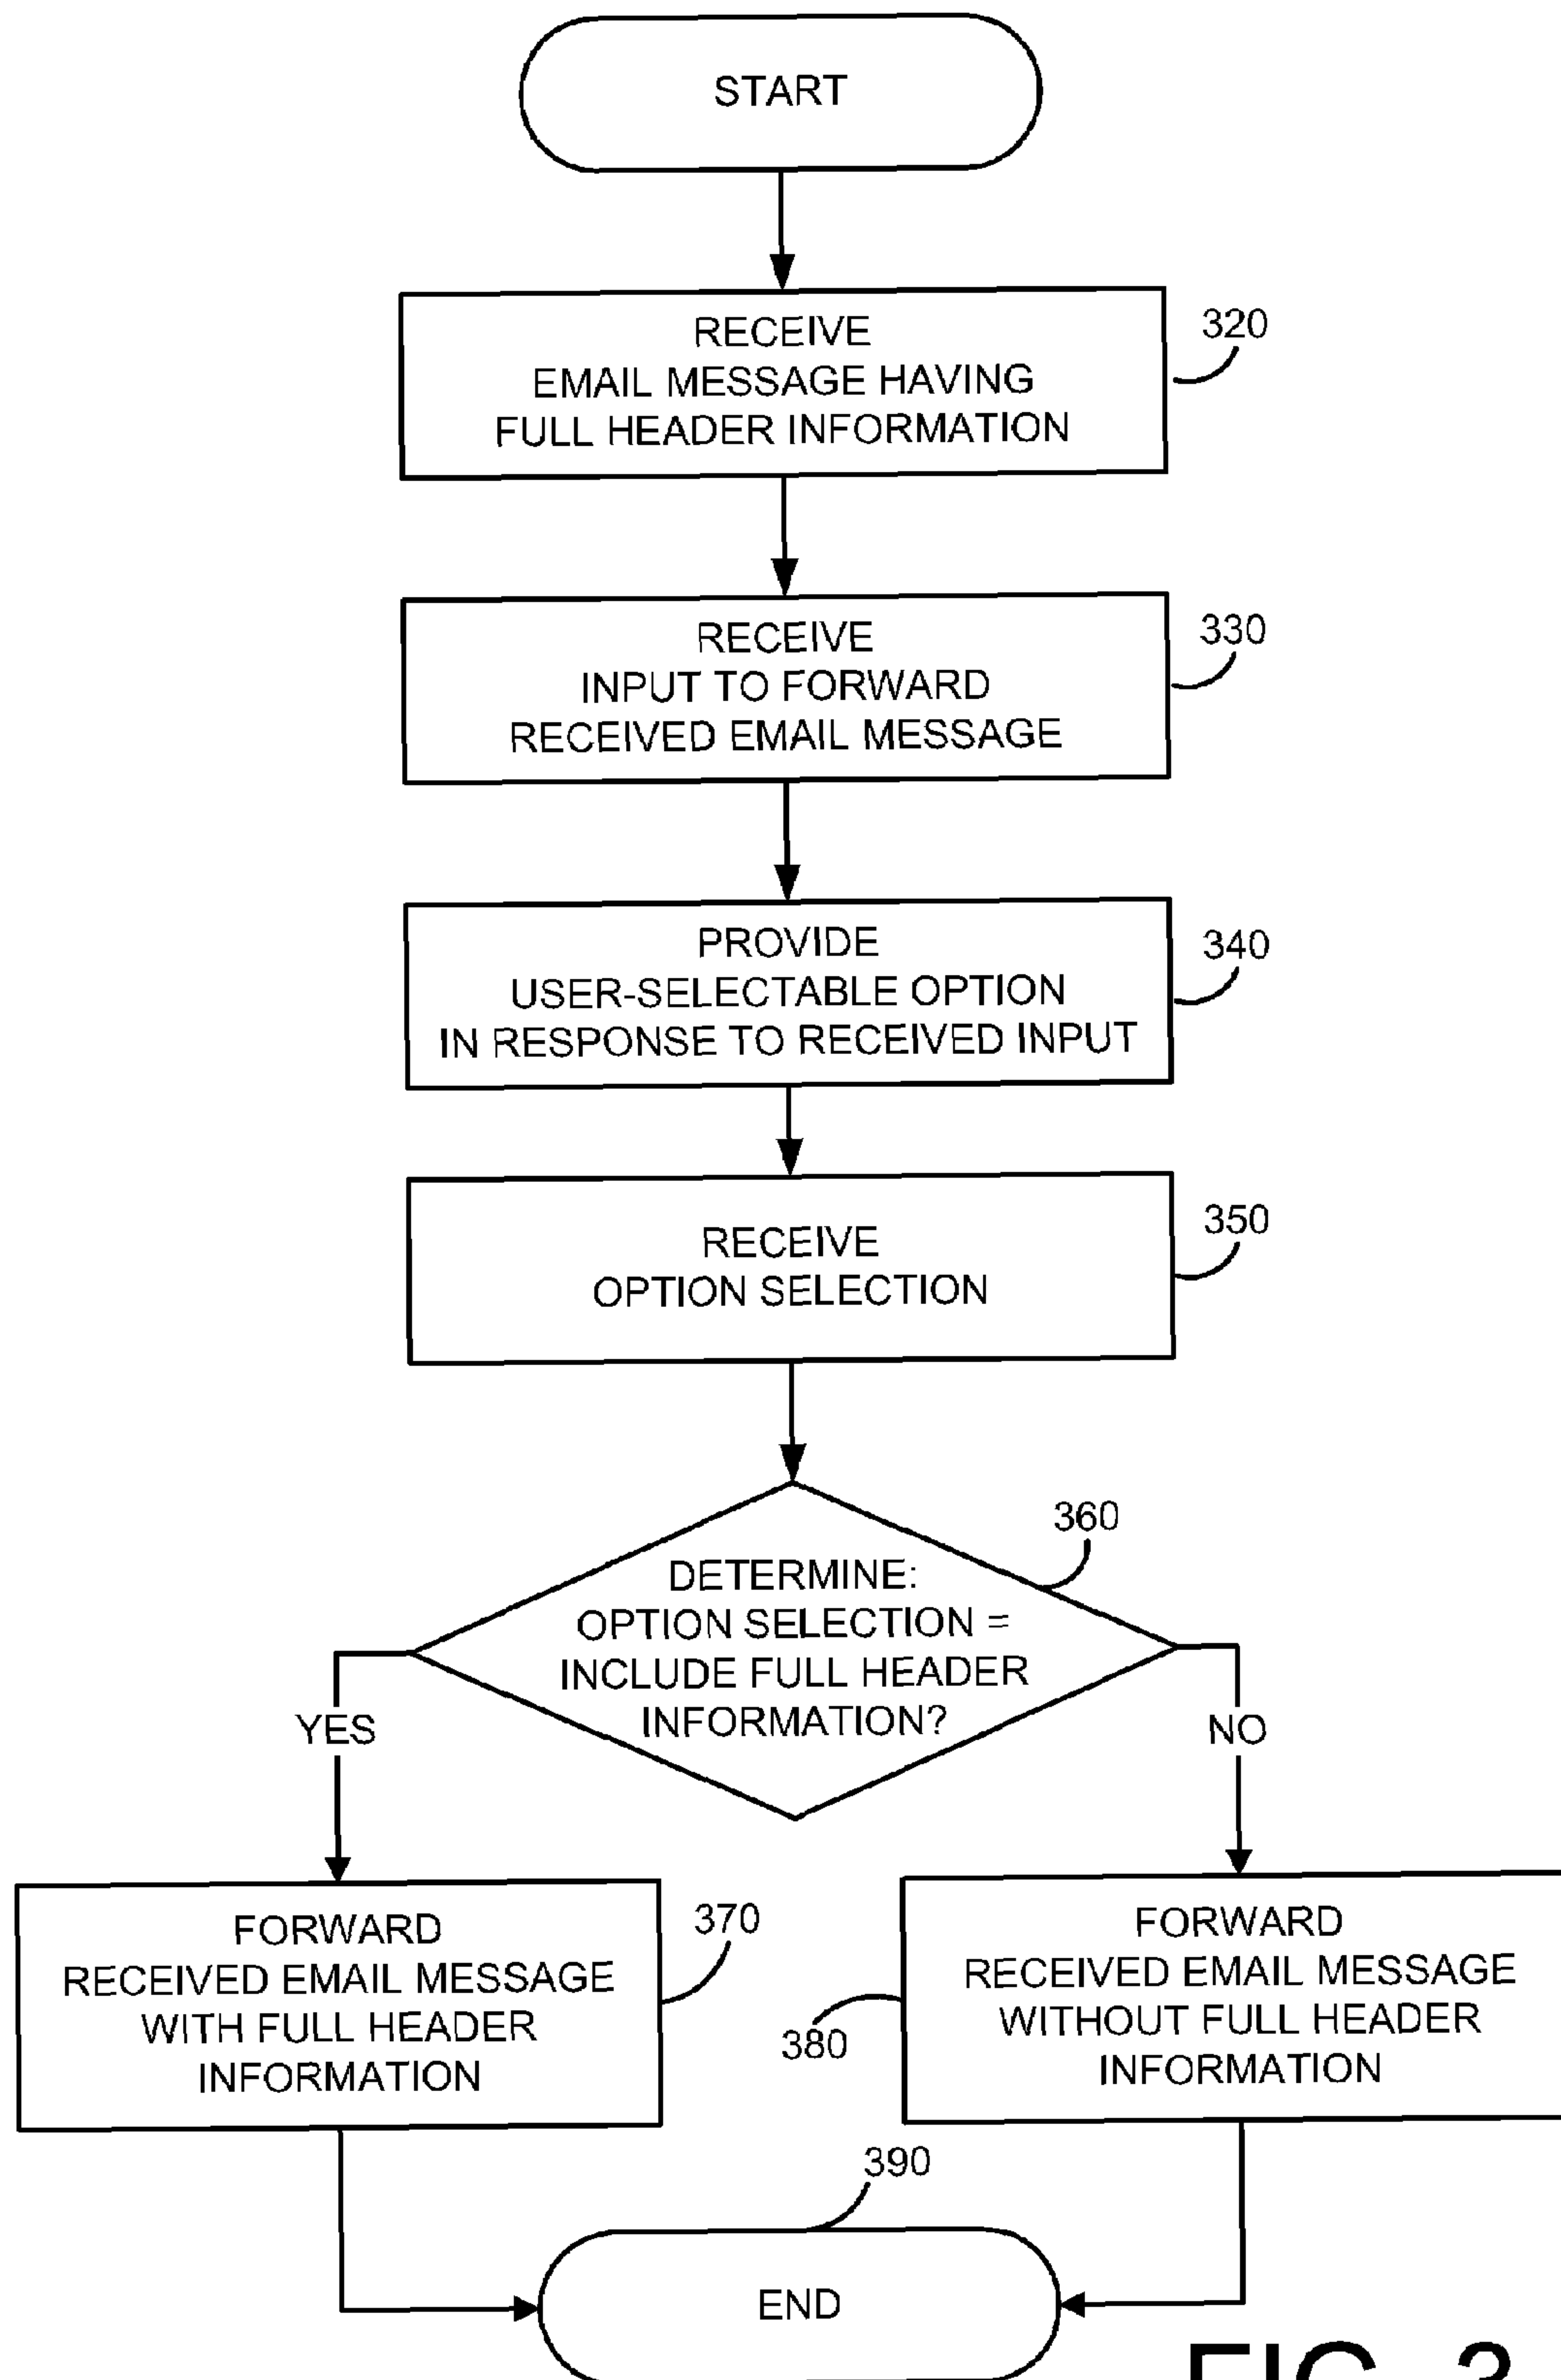 START
RECEIVE
EMAIL MESSAGE HAVING
FULL HEADER INFORMATION
320
RECEIVE
INPUT TO FORWARD
RECEIVED EMAIL MESSAGE
330
PROVIDE
USER-SELECTABLE OPTION
IN RESPONSE TO RECEIVED INPUT
340
RECEIVE
OPTION SELECTION
350
360
DETERMINE:
OPTION SELECTION =
INCLUDE FULL HEADER
INFORMATION?
YES
NO
FORWARD
RECEIVED EMAIL MESSAGE
WITH FULL HEADER
INFORMATION
370
FORWARD
RECEIVED EMAIL MESSAGE
WITHOUT FULL HEADER
INFORMATION
380
390
END
FIG. 3